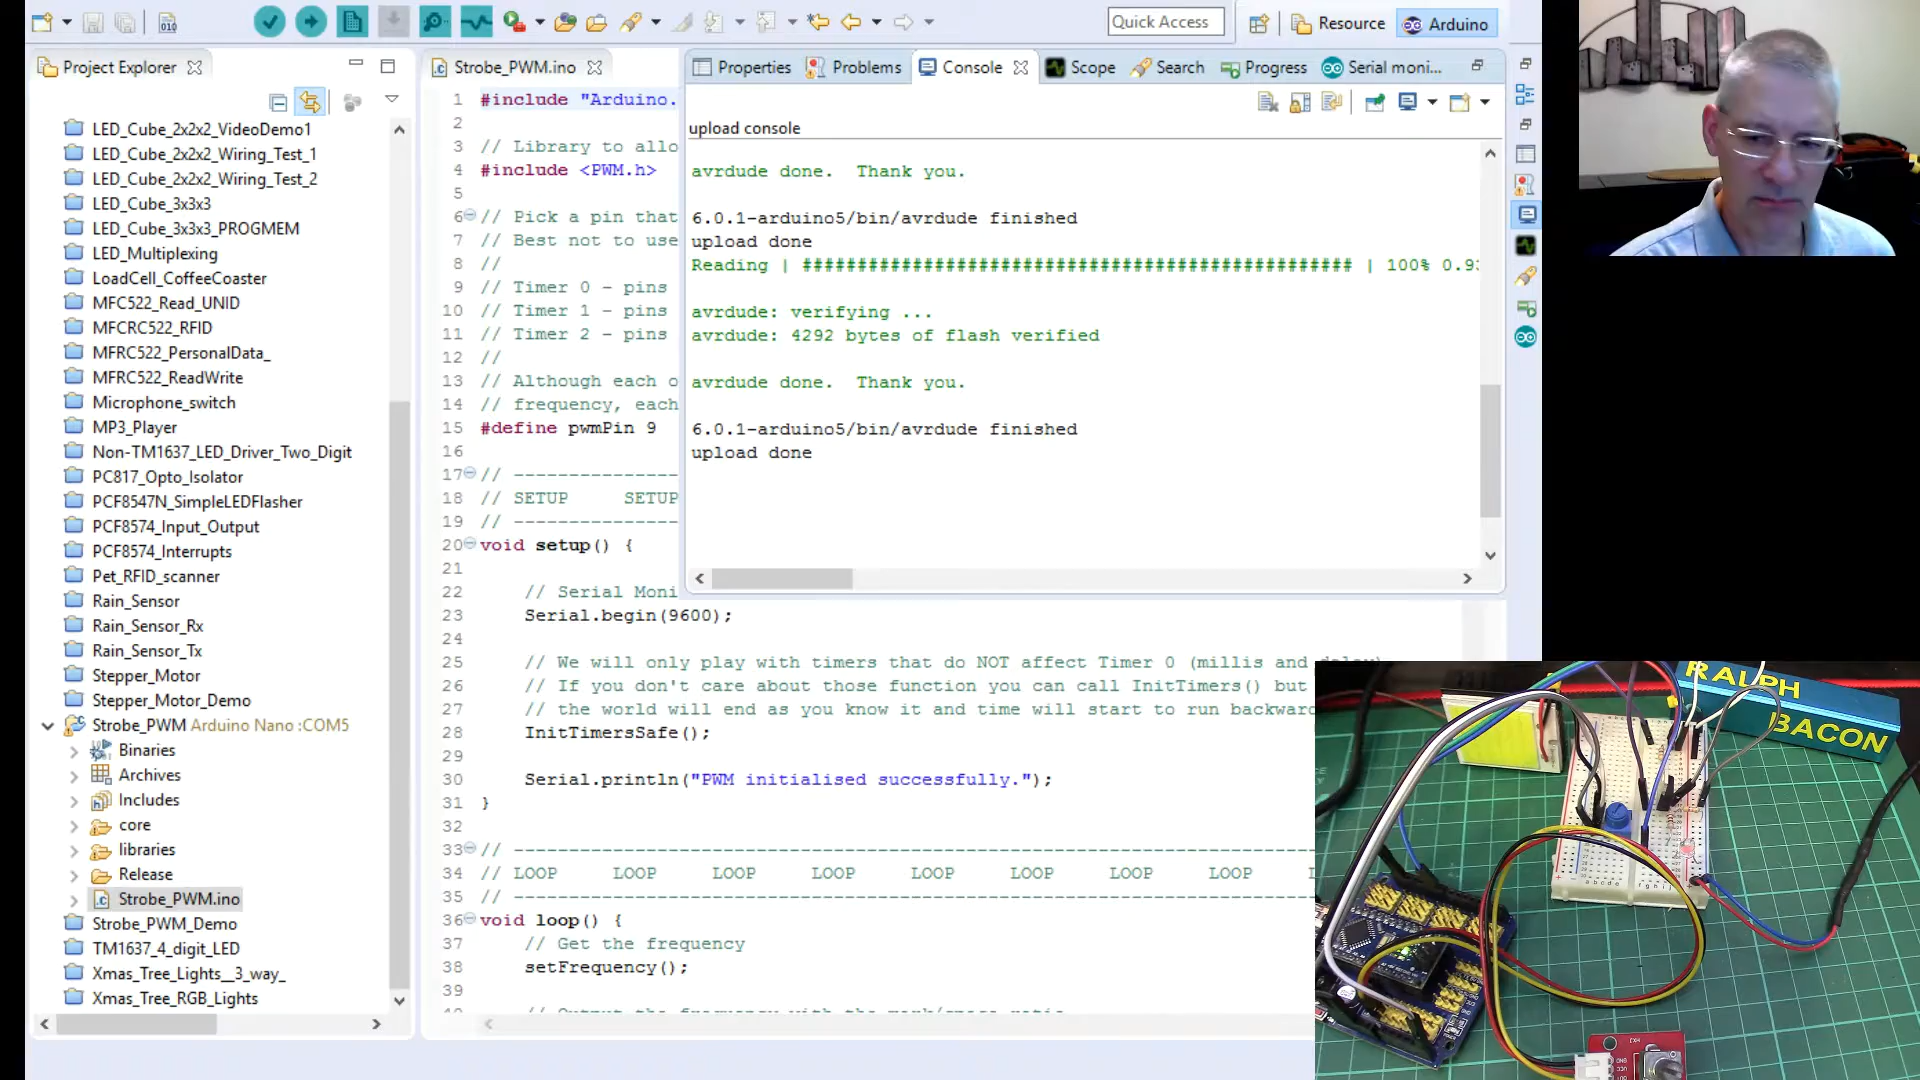 Quick Access
Resource
Arduino
Project Explorer
LED_Cube_2x2x2_VideoDemo1
LED_Cube_2x2x2_Wiring_Test_1
LED_Cube_2x2x2_Wiring_Test_2
LED_Cube_3x3x3
LED_Cube_3x3x3_PROGMEM
LED_Multiplexing
LoadCell_CoffeeCoaster
MFC522_Read_UNID
MFCRC522_RFID
MFRC522_PersonalData_
MFRC522_ReadWrite
Microphone_switch
MP3_Player
Non-TM1637_LED_Driver_Two_Digit
PC817_Opto_Isolator
PCF8547N_SimpleLEDFlasher
PCF8574_Input_Output
PCF8574_Interrupts
Pet_RFID_scanner
Rain_Sensor
Rain_Sensor_Rx
Rain_Sensor_Tx
Stepper_Motor
Stepper_Motor_Demo
Strobe_PWM Arduino Nano :COM5
Binaries
Archives
Includes
core
libraries
Release
Strobe_PWM.ino
Strobe_PWM_Demo
TM1637_4_digit_LED
Xmas_Tree_Lights__3_way_
Xmas_Tree_RGB_Lights
Strobe_PWM.ino
1 #include "Arduino.
2
3 // Library to allo
4 #include <PWM.h>
5
6 // Pick a pin that
7 // Best not to use
8 //
9 // Timer 0 - pins
10 // Timer 1 - pins
11 // Timer 2 - pins
12 //
13 // Although each o
14 // frequency, each
15 #define pwmPin 9
16
17 // ---------------
18 // SETUP SETUP
19 // ---------------
20 void setup() {
21
22 // Serial Moni
23 Serial.begin(9600);
24
25 // We will only play with timers that do NOT affect Timer 0 (millis and delay)
26 // If you don't care about those function you can call InitTimers() but
27 // the world will end as you know it and time will start to run backward
28 InitTimersSafe();
29
30 Serial.println("PWM initialised successfully.");
31 }
32
33 // ---------------------------------------------------------------------------
34 // LOOP LOOP LOOP LOOP LOOP LOOP LOOP LOOP
35 // ---------------------------------------------------------------------------
36 void loop() {
37 // Get the frequency
38 setFrequency();
39
Properties Problems Console Scope Search Progress Serial moni...
upload console
avrdude done. Thank you.
6.0.1-arduino5/bin/avrdude finished
upload done
Reading | ################################################## | 100% 0.93
avrdude: verifying ...
avrdude: 4292 bytes of flash verified
avrdude done. Thank you.
6.0.1-arduino5/bin/avrdude finished
upload done
RALPH
BACON